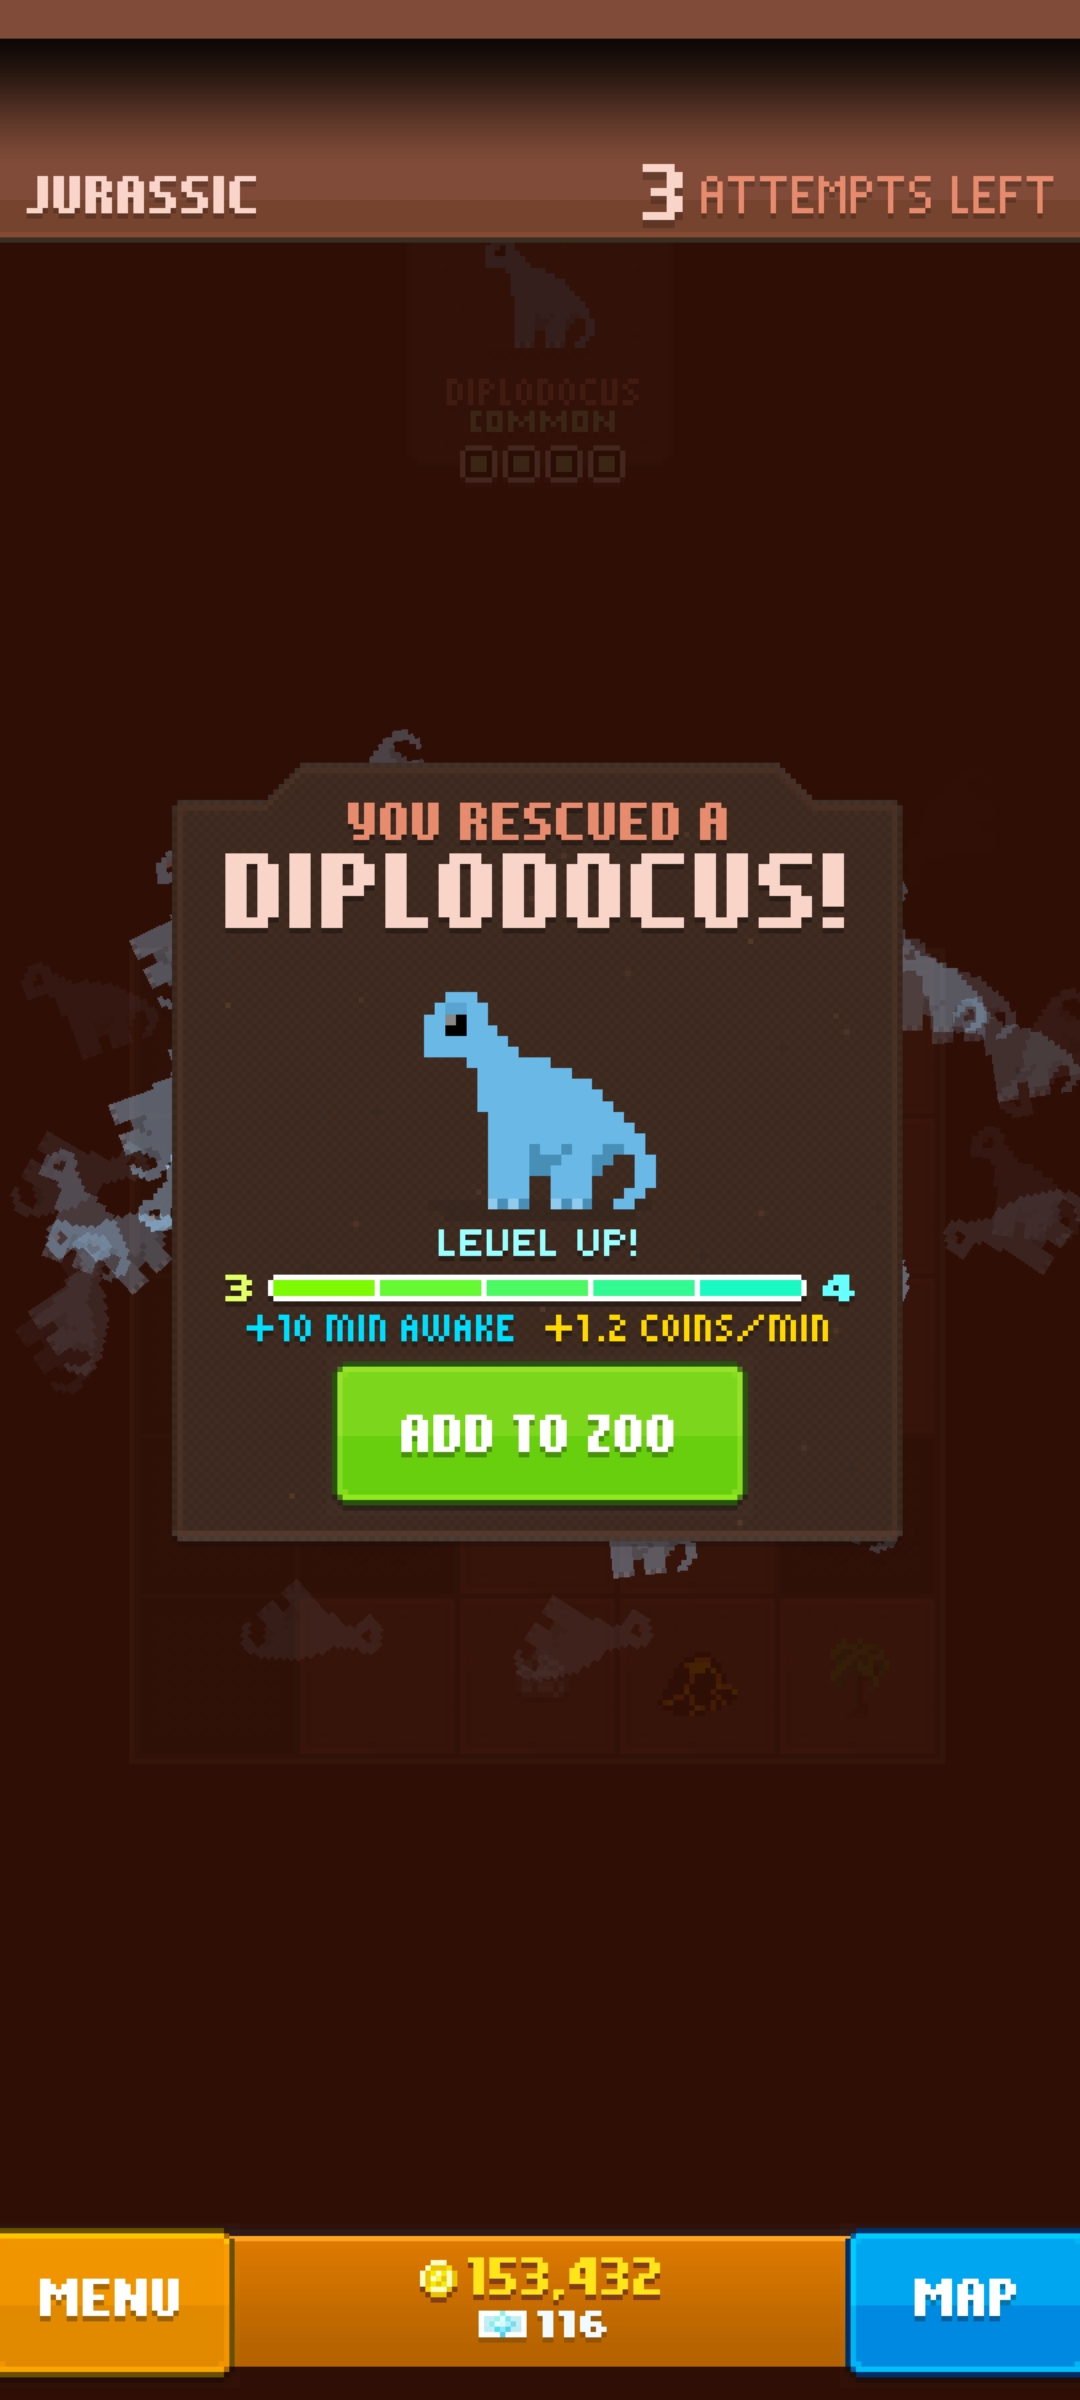 JURASSIC
3 ATTEMPTS LEFT
DIPLODOCUS
COMMON
YOU RESCUED A
DIPLODOCUS!
LEVEL UP!
3
4
+10 MIN AWAKE +1.2 COINS/MIN
ADD TO ZOO
MENU
153,432
116
MAP